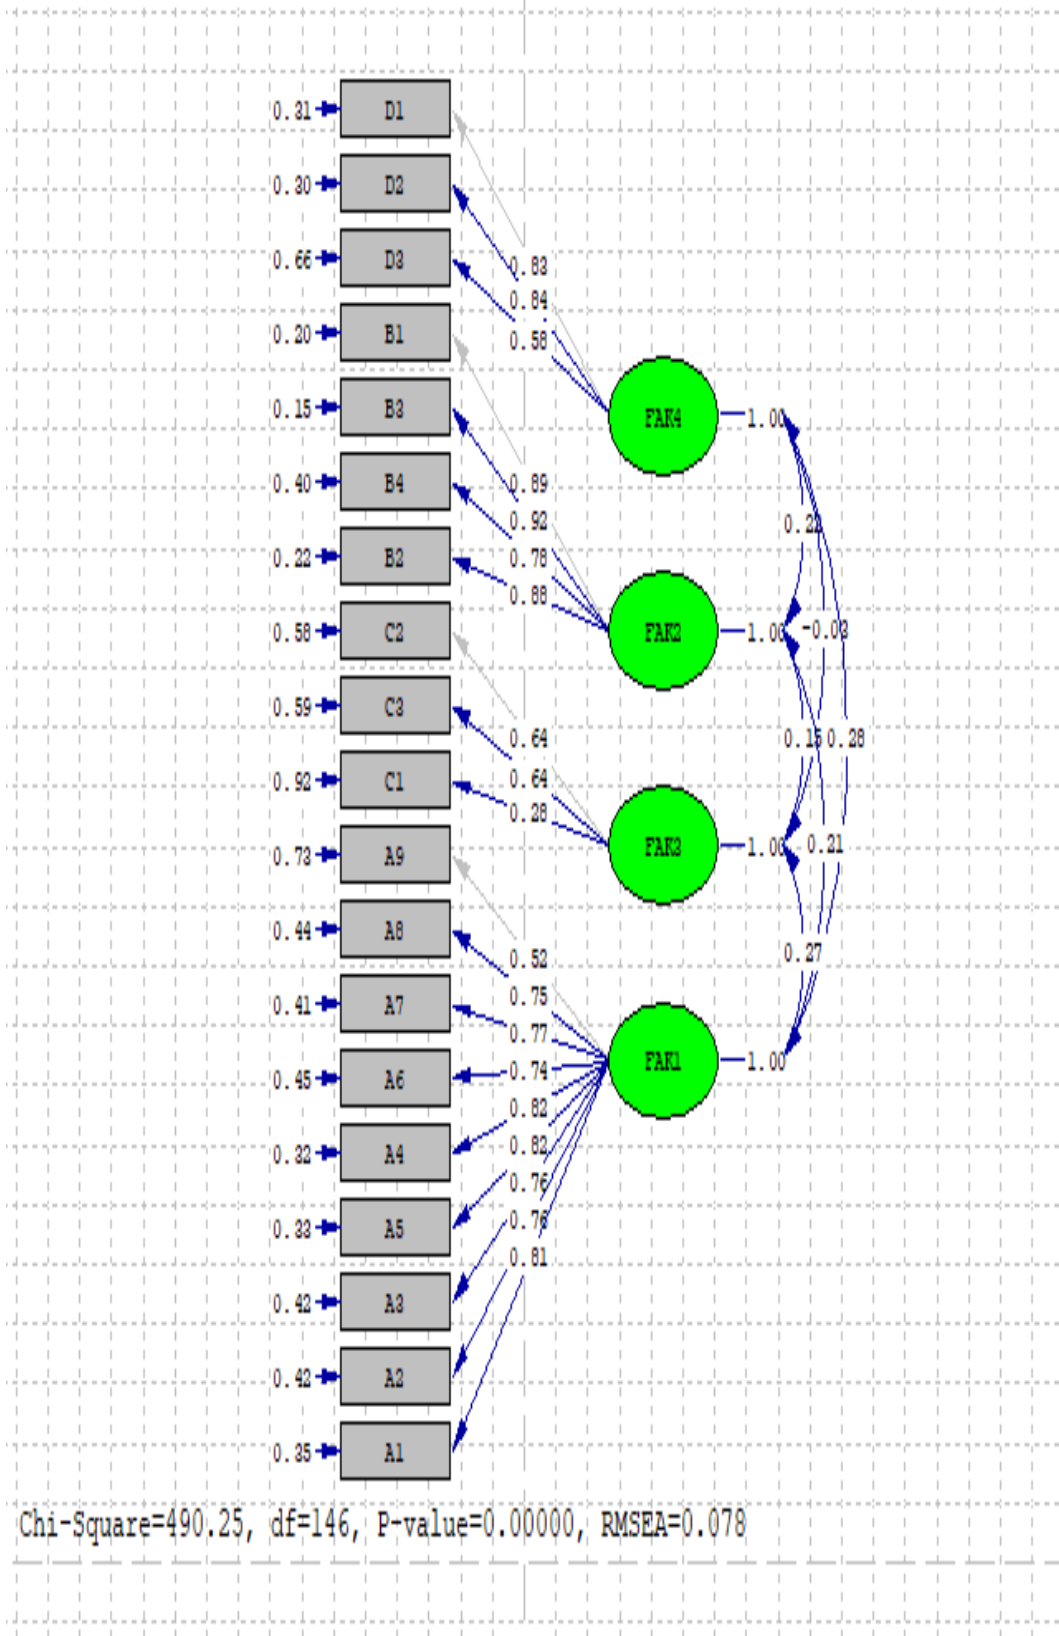 0.31 D1
0.30 D2
0.66 D3
0.83
0.84
0.20 B1 0.58
0.15 B3 FAK4 1.00
0.40 B4 0.89
0.92
0.78
0.22 B2
0.88
0.58 C2 FAK2 1.00 -0.03
0.59 C3
0.64 0.15 0.28
0.92 C1 0.64
0.28
0.73 A9 FAK3 1.00 0.21
0.44 A8
0.52 0.27
0.75
0.41 A7
0.77
0.45 A6 0.74 FAK1 1.00
0.82
0.32 A4 0.82
0.76
0.33 A5 0.76
0.81
0.42 A3
0.42 A2
0.35 A1
Chi-Square=490.25, df=146, P-value=0.00000, RMSEA=0.078